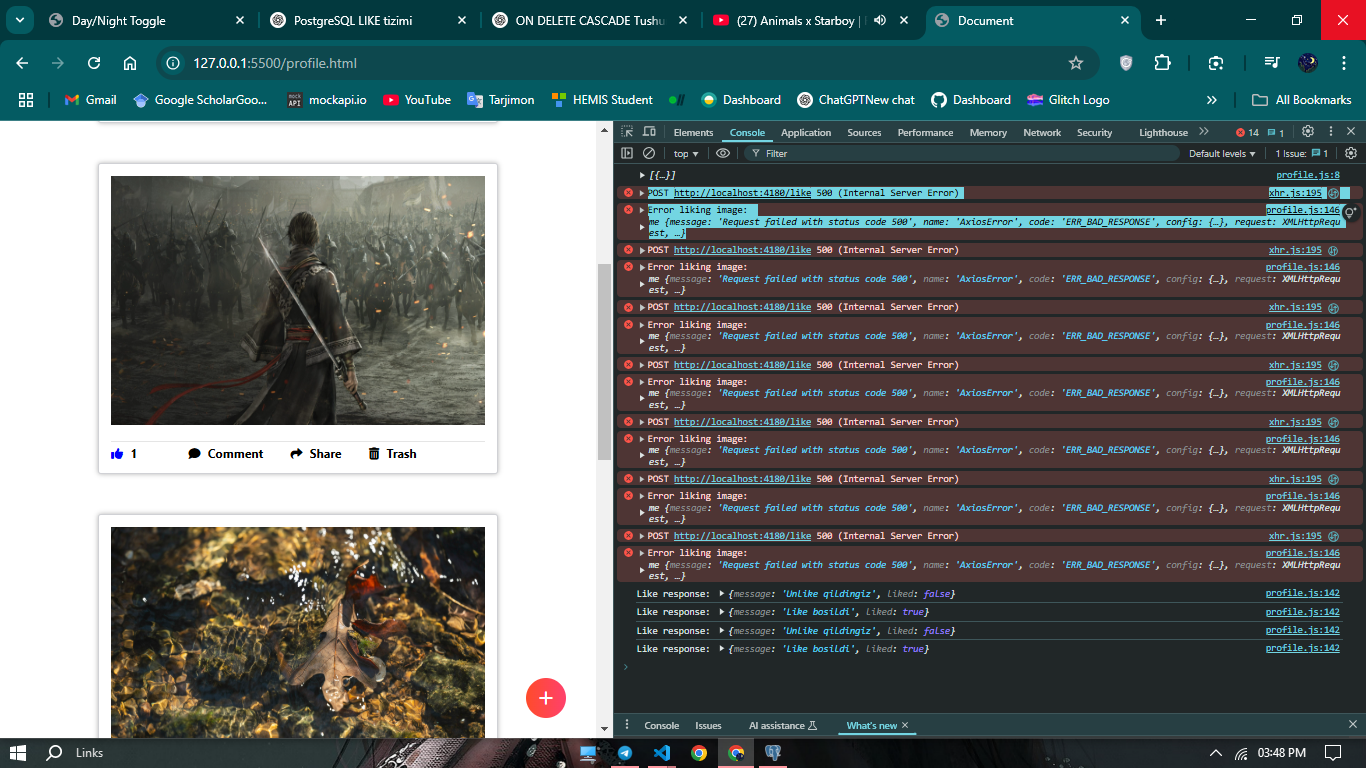 Day/Night Toggle
PostgreSQL LIKE tizimi
ON DELETE CASCADE Tushu
(27) Animals x Starboy |
Document
127.0.0.1:5500/profile.html
Gmail
Google ScholarGoo...
mockapi.io
YouTube
Tarjimon
HEMIS Student
Dashboard
ChatGPTNew chat
Dashboard
Glitch Logo
»
All Bookmarks
Elements
Console
Application
Sources
Performance
Memory
Network
Security
Lighthouse
»
14
1
top ▼
Filter
Default levels ▼
1 Issue: 1
[{…}] profile.js:8
POST http://localhost:4180/like 500 (Internal Server Error) xhr.js:195
Error liking image: profile.js:146
me {message: 'Request failed with status code 500', name: 'AxiosError', code: 'ERR_BAD_RESPONSE', config: {…}, request: XMLHttpRequ
est, …}
POST http://localhost:4180/like 500 (Internal Server Error) xhr.js:195
Error liking image: profile.js:146
me {message: 'Request failed with status code 500', name: 'AxiosError', code: 'ERR_BAD_RESPONSE', config: {…}, request: XMLHttpRequ
est, …}
POST http://localhost:4180/like 500 (Internal Server Error) xhr.js:195
Error liking image: profile.js:146
me {message: 'Request failed with status code 500', name: 'AxiosError', code: 'ERR_BAD_RESPONSE', config: {…}, request: XMLHttpRequ
est, …}
POST http://localhost:4180/like 500 (Internal Server Error) xhr.js:195
Error liking image: profile.js:146
me {message: 'Request failed with status code 500', name: 'AxiosError', code: 'ERR_BAD_RESPONSE', config: {…}, request: XMLHttpRequ
est, …}
POST http://localhost:4180/like 500 (Internal Server Error) xhr.js:195
Error liking image: profile.js:146
me {message: 'Request failed with status code 500', name: 'AxiosError', code: 'ERR_BAD_RESPONSE', config: {…}, request: XMLHttpRequ
est, …}
POST http://localhost:4180/like 500 (Internal Server Error) xhr.js:195
Error liking image: profile.js:146
me {message: 'Request failed with status code 500', name: 'AxiosError', code: 'ERR_BAD_RESPONSE', config: {…}, request: XMLHttpRequ
est, …}
POST http://localhost:4180/like 500 (Internal Server Error) xhr.js:195
Error liking image: profile.js:146
me {message: 'Request failed with status code 500', name: 'AxiosError', code: 'ERR_BAD_RESPONSE', config: {…}, request: XMLHttpRequ
est, …}
Like response: {message: 'Unlike qildingiz', liked: false} profile.js:142
Like response: {message: 'Like bosildi', liked: true} profile.js:142
Like response: {message: 'Unlike qildingiz', liked: false} profile.js:142
Like response: {message: 'Like bosildi', liked: true} profile.js:142
1
Comment
Share
Trash
+
Console
Issues
AI assistance
What's new
Links
03:48 PM